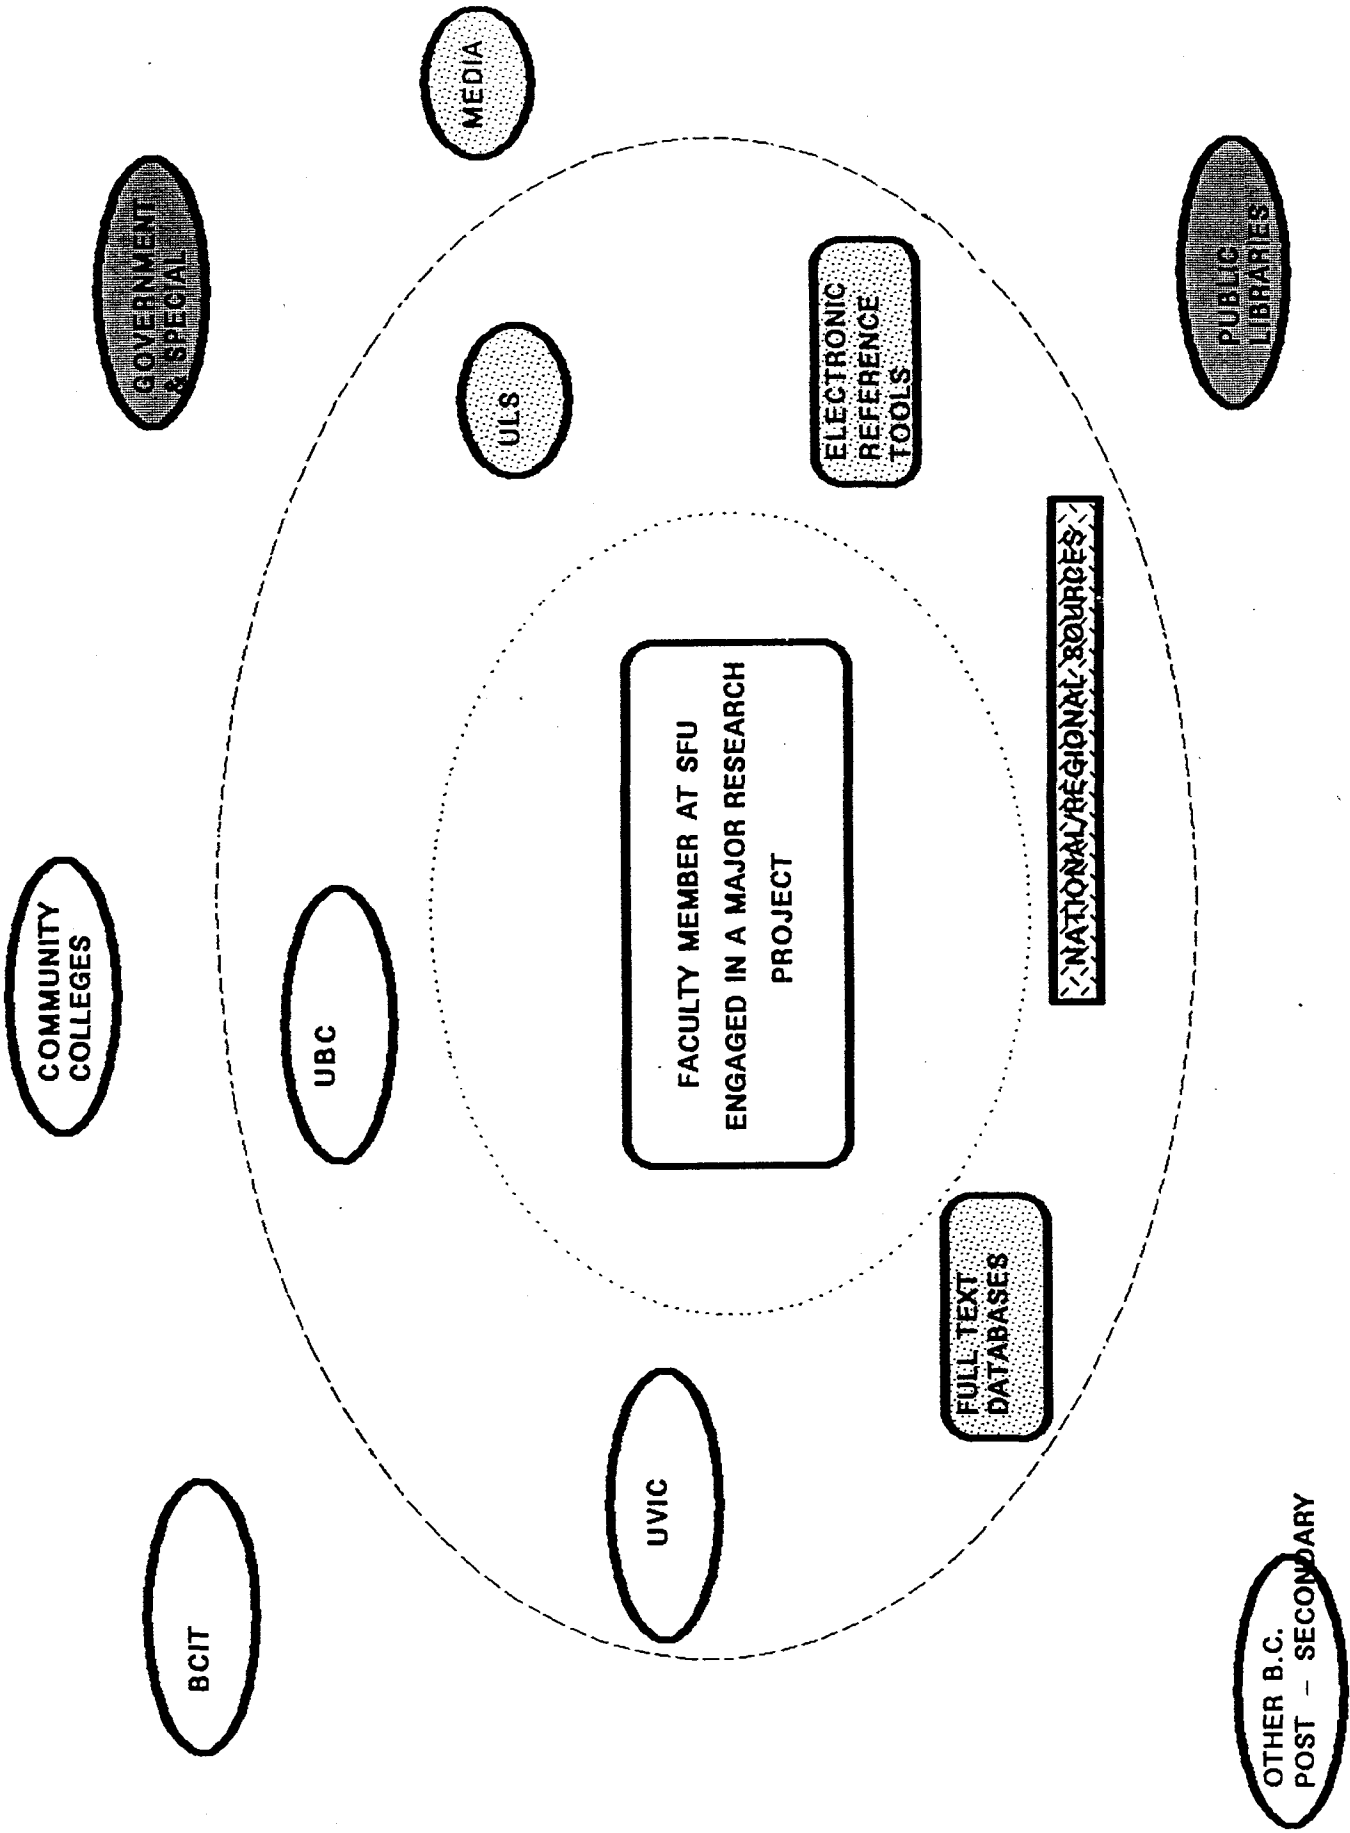 COMMUNITY
COLLEGES
GOVERNMENT
& SPECIAL
BCIT
UBC
MEDIA
ULS
UVIC
FACULTY MEMBER AT SFU
ENGAGED IN A MAJOR RESEARCH
PROJECT
ELECTRONIC
REFERENCE
TOOLS
FULL TEXT
DATABASES
NATIONAL/REGIONAL SOURCES
PUBLIC
LIBRARIES
OTHER B.C.
POST - SECONDARY